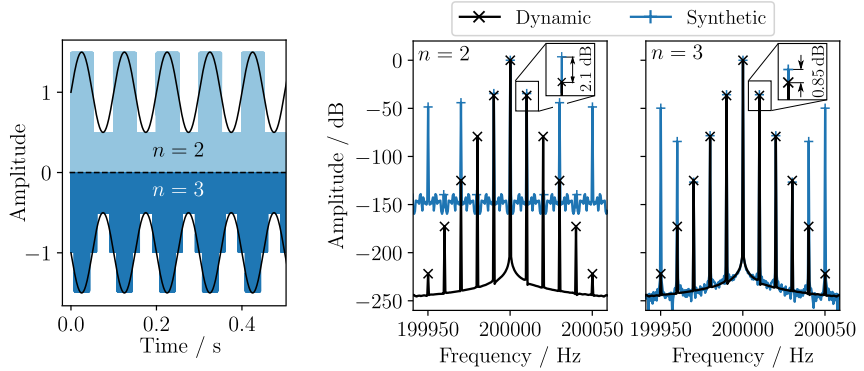 Dynamic
Synthetic
1
0
−1
Amplitude
n = 2
n = 3
0.0
0.2
0.4
Time / s
0
−50
−100
−150
−200
−250
Amplitude / dB
n = 2
2.1 dB
199950
200000
200050
Frequency / Hz
n = 3
0.85 dB
199950
200000
200050
Frequency / Hz